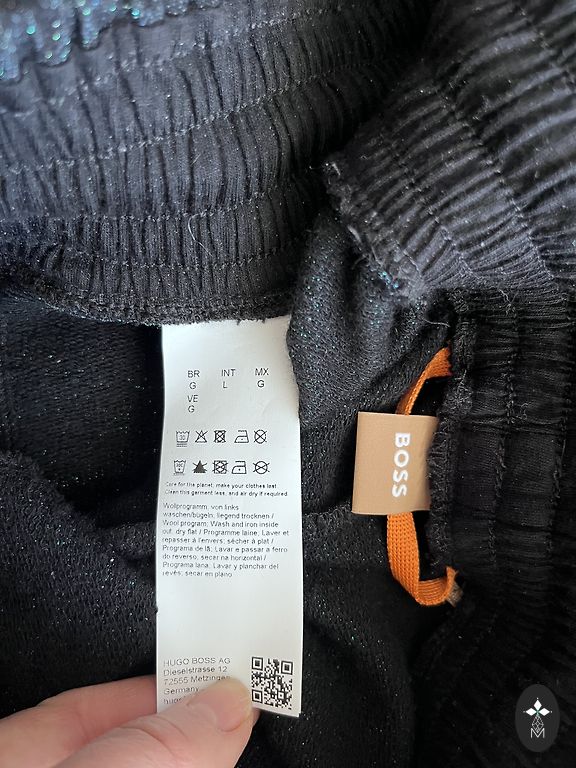 BR INT MX
G L G
VE
G
Care for the planet, make your clothes last
Clean this garment less, and air dry if required
Wollprogramm, von links
waschen/bügeln; liegend trocknen /
Wool program; Wash and iron inside
out; dry flat / Programme laine; Laver et
repasser à l'envers; sécher à plat /
Programa de lã; Lavar e passar a ferro
do reverso; secar na horizontal /
Programa lana; Lavar y planchar del
revés; secar en plano
BOSS
HUGO BOSS AG
Dieselstrasse 12
72555 Metzingen
Germany
M